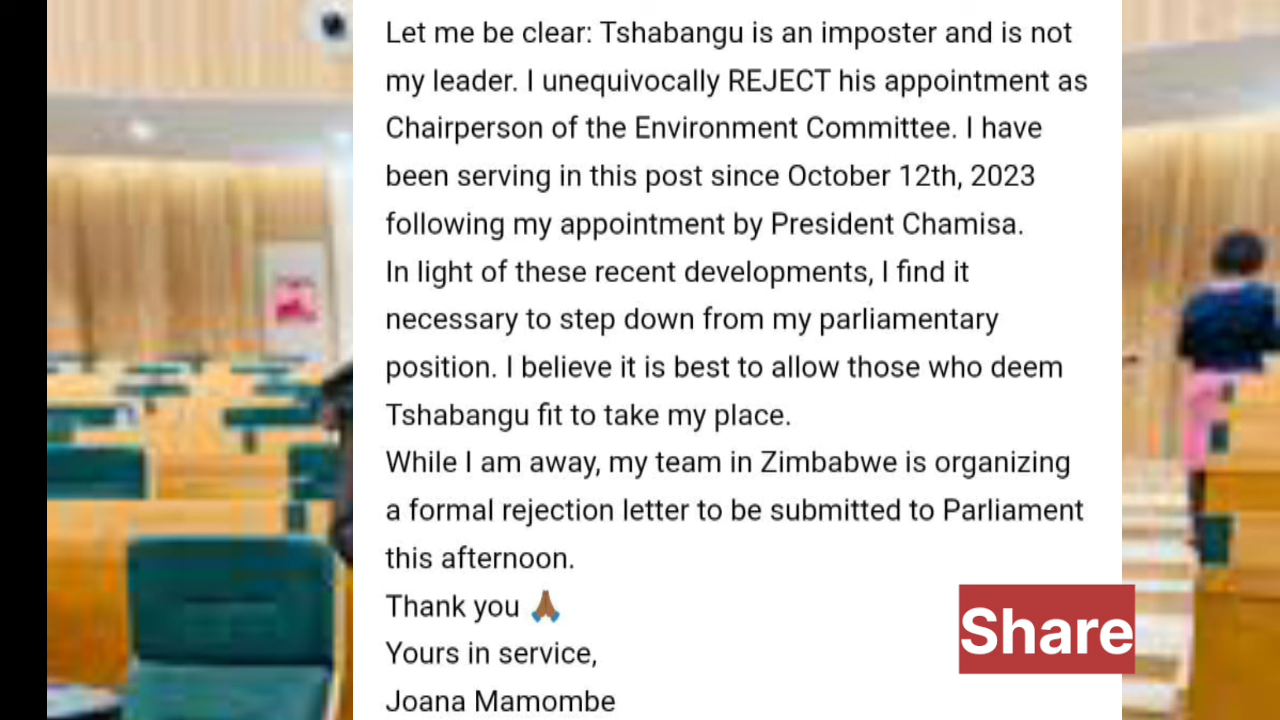 Let me be clear: Tshabangu is an imposter and is not
my leader. I unequivocally REJECT his appointment as
Chairperson of the Environment Committee. I have
been serving in this post since October 12th, 2023
following my appointment by President Chamisa.
In light of these recent developments, I find it
necessary to step down from my parliamentary
position. I believe it is best to allow those who deem
Tshabangu fit to take my place.
While I am away, my team in Zimbabwe is organizing
a formal rejection letter to be submitted to Parliament
this afternoon.
Thank you 🙏🏾
Yours in service,
Joana Mamombe
Share